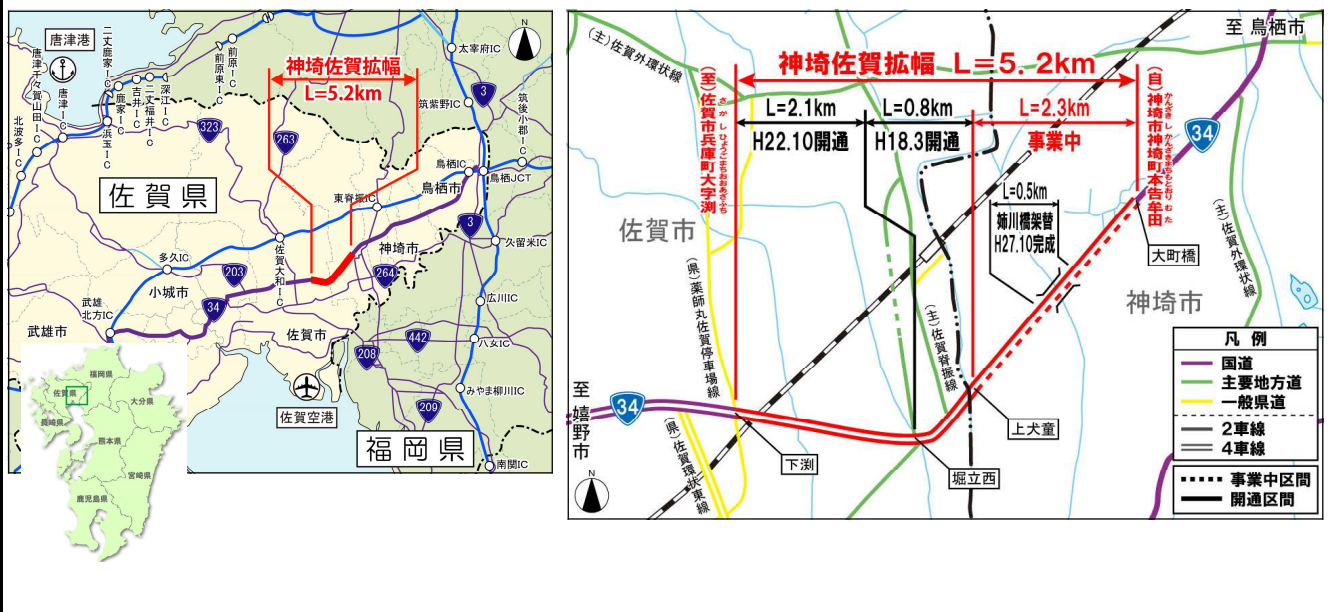 唐津港
唐津千々賀山田IC
北波多IC
唐津IC
二丈鹿家IC
浜玉IC
鹿家IC
吉井IC
二丈福井IC
深江IC
前原東IC
前原IC
神埼佐賀拡幅
L=5.2km
N
太宰府IC
筑紫野IC
3
筑後小郡IC
323
263
鳥栖IC
鳥栖市
鳥栖JCT
佐賀県
東脊振IC
3
久留米IC
神埼市
佐賀大和IC
多久IC
203
264
小城市
34
広川IC
武雄北方IC
武雄市
佐賀市
442
208
八女IC
みやま柳川IC
209
佐賀空港
福岡県
南関IC
福岡県
佐賀県
大分県
長崎県
熊本県
宮崎県
鹿児島県
至 鳥栖市
(主)佐賀外環状線
神埼佐賀拡幅 L=5.2km
(至)佐賀市兵庫町大字渕
さがしひょうごまちおおあざふち
(自)神埼市神埼町本告牟田
かんざきしかんざきまちもとおりむた
L=2.1km
L=0.8km
L=2.3km
H22.10開通
H18.3開通
事業中
34
L=0.5km
姉川橋架替
H27.10完成
佐賀市
大町橋
(主)佐賀外環状線
神埼市
(県)薬師丸佐賀停車場線
(主)佐賀脊振線
至 嬉野市
34
上犬童
下渕
堀立西
(県)佐賀環状東線
N
凡 例
国道
主要地方道
一般県道
2車線
4車線
事業中区間
開通区間